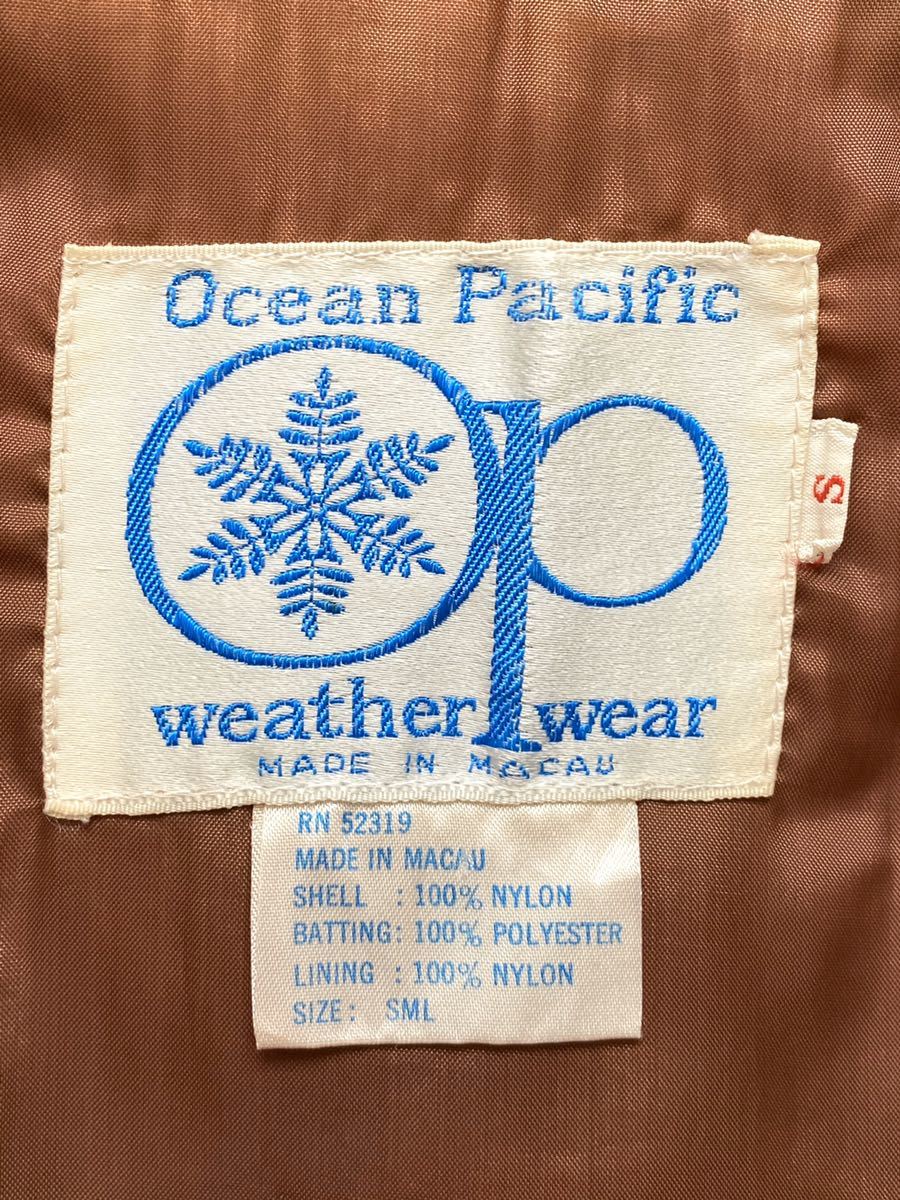 Ocean Pacific
op
weather wear
MADE IN MACAU
S
RN 52319
MADE IN MACAU
SHELL : 100% NYLON
BATTING: 100% POLYESTER
LINING : 100% NYLON
SIZE: SML